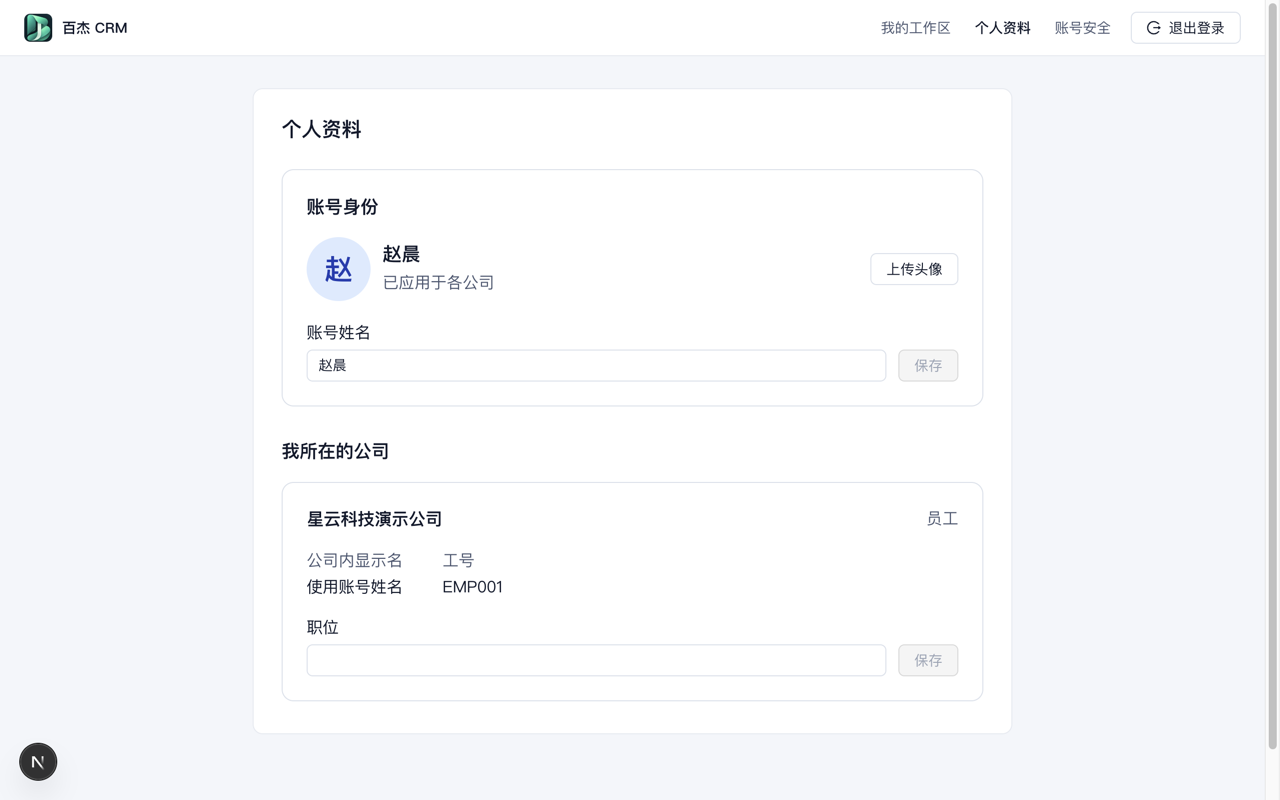 百杰 CRM
我的工作区
个人资料
账号安全
退出登录
个人资料
账号身份
赵
赵晨
已应用于各公司
上传头像
账号姓名
赵晨
保存
我所在的公司
星云科技演示公司
员工
公司内显示名
工号
使用账号姓名
EMP001
职位
保存
N